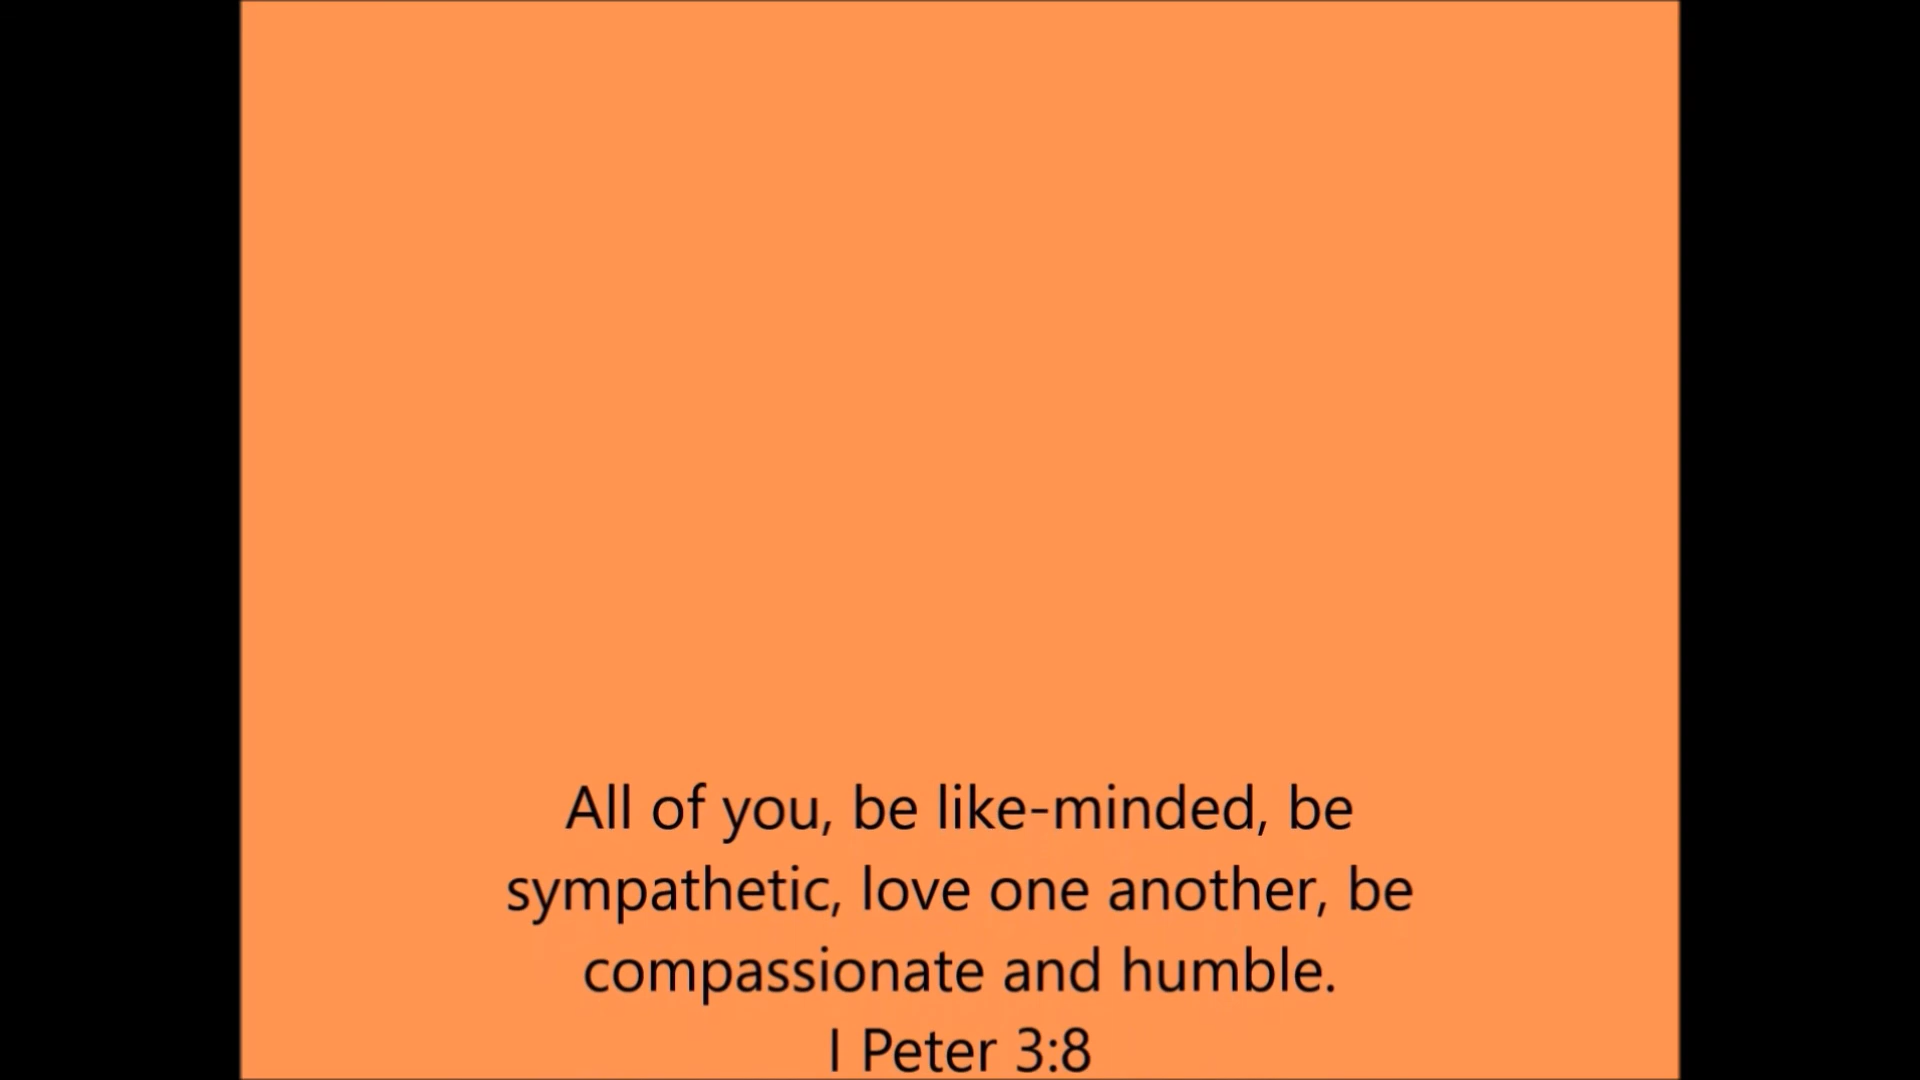 All of you, be like-minded, be
sympathetic, love one another, be
compassionate and humble.
I Peter 3:8